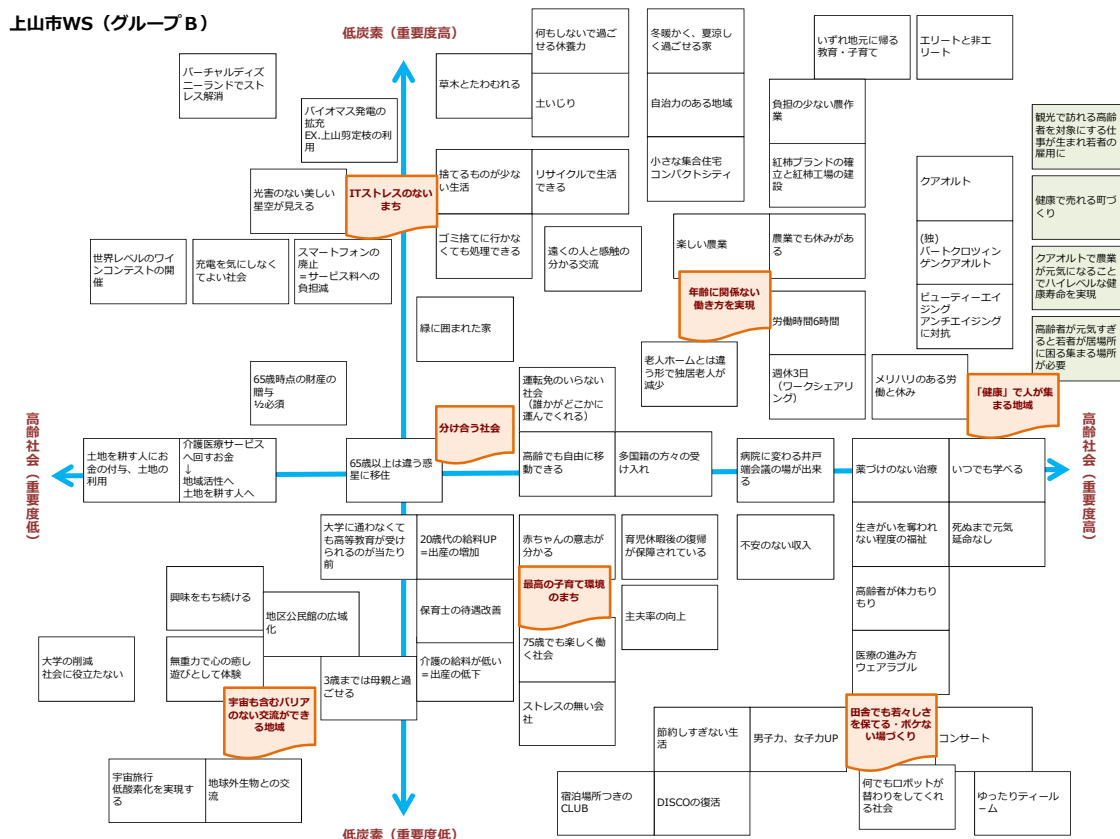 上山市WS（グループB）
低炭素（重要度高）
何もしないで過ご
せる休養力
冬暖かく、夏涼し
く過ごせる家
いずれ地元に帰る
教育・子育て
エリートと非エ
リート
バーチャルディズ
ニーランドでスト
レス解消
草木とたわむれる
土いじり
自治力のある地域
負担の少ない農作
業
バイオマス発電の
拡充
EX.上山剪定枝の利
用
観光で訪れる高齢
者を対象にする仕
事が生まれ若者の
雇用に
捨てるものが少な
い生活
リサイクルで生活
できる
小さな集合住宅
コンパクトシティ
紅柿ブランドの確
立と紅柿工場の建
設
クアオルト
光害のない美しい
星空が見える
ITストレスのない
まち
健康で売れる町づ
くり
ゴミ捨てに行かな
くても処理できる
遠くの人と感触の
分かる交流
楽しい農業
農業でも休みがあ
る
(独)
バートクロツィン
ゲンクアオルト
世界レベルのワイ
ンコンテストの開
催
充電を気にしなく
てよい社会
スマートフォンの
廃止
＝サービス料への
負担減
クアオルトで農業
が元気になること
でハイレベルな健
康寿命を実現
年齢に関係ない
働き方を実現
緑に囲まれた家
労働時間6時間
ビューティーエイ
ジング
アンチエイジング
に対抗
高齢者が元気すぎ
ると若者が居場所
に困る集まる場所
が必要
老人ホームとは違
う形で独居老人が
減少
65歳時点の財産の
贈与
½必須
運転免のいらない
社会
（誰かがどこかに
運んでくれる）
週休3日
（ワークシェアリ
ング）
メリハリのある労
働と休み
「健康」で人が集
まる地域
分け合う社会
高齢社会（重要度低）
土地を耕す人にお
金の付与、土地の
利用
介護医療サービス
へ回すお金
↓
地域活性へ
土地を耕す人へ
65歳以上は違う惑
星に移住
高齢でも自由に移
動できる
多国籍の方々の受
け入れ
病院に変わる井戸
端会議の場が出来
る
薬づけのない治療
いつでも学べる
高齢社会（重要度高）
大学に通わなくて
も高等教育が受け
られるのが当たり
前
20歳代の給料UP
＝出産の増加
赤ちゃんの意志が
分かる
育児休暇後の復帰
が保障されている
不安のない収入
生きがいを奪われ
ない程度の福祉
死ぬまで元気
延命なし
最高の子育て環境
のまち
興味をもち続ける
地区公民館の広域
化
保育士の待遇改善
主夫率の向上
高齢者が体力もり
もり
大学の削減
社会に役立たない
無重力で心の癒し
遊びとして体験
3歳までは母親と過
ごせる
介護の給料が低い
＝出産の低下
75歳でも楽しく働
く社会
医療の進み方
ウェアラブル
宇宙も含むバリア
のない交流ができ
る地域
ストレスの無い会
社
田舎でも若々しさ
を保てる・ボケな
い場づくり
節約しすぎない生
活
男子力、女子力UP
コンサート
宇宙旅行
低酸素化を実現す
る
地球外生物との交
流
宿泊場所つきの
CLUB
DISCOの復活
何でもロボットが
替わりをしてくれ
る社会
ゆったりティール
－ム
低炭素（重要度低）